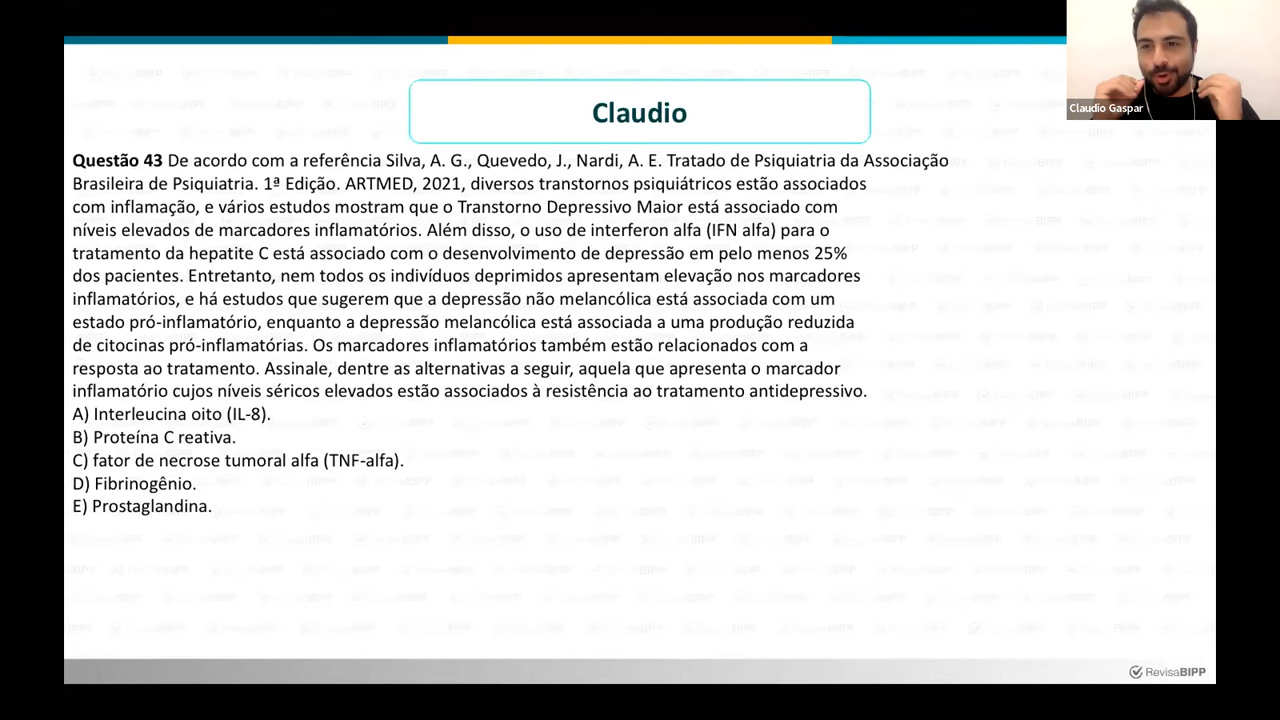 Claudio Gaspar
Claudio
Questão 43 De acordo com a referência Silva, A. G., Quevedo, J., Nardi, A. E. Tratado de Psiquiatria da Associação
Brasileira de Psiquiatria. 1ª Edição. ARTMED, 2021, diversos transtornos psiquiátricos estão associados
com inflamação, e vários estudos mostram que o Transtorno Depressivo Maior está associado com
níveis elevados de marcadores inflamatórios. Além disso, o uso de interferon alfa (IFN alfa) para o
tratamento da hepatite C está associado com o desenvolvimento de depressão em pelo menos 25%
dos pacientes. Entretanto, nem todos os indivíduos deprimidos apresentam elevação nos marcadores
inflamatórios, e há estudos que sugerem que a depressão não melancólica está associada com um
estado pró-inflamatório, enquanto a depressão melancólica está associada a uma produção reduzida
de citocinas pró-inflamatórias. Os marcadores inflamatórios também estão relacionados com a
resposta ao tratamento. Assinale, dentre as alternativas a seguir, aquela que apresenta o marcador
inflamatório cujos níveis séricos elevados estão associados à resistência ao tratamento antidepressivo.
A) Interleucina oito (IL-8).
B) Proteína C reativa.
C) fator de necrose tumoral alfa (TNF-alfa).
D) Fibrinogênio.
E) Prostaglandina.
RevisaBIPP